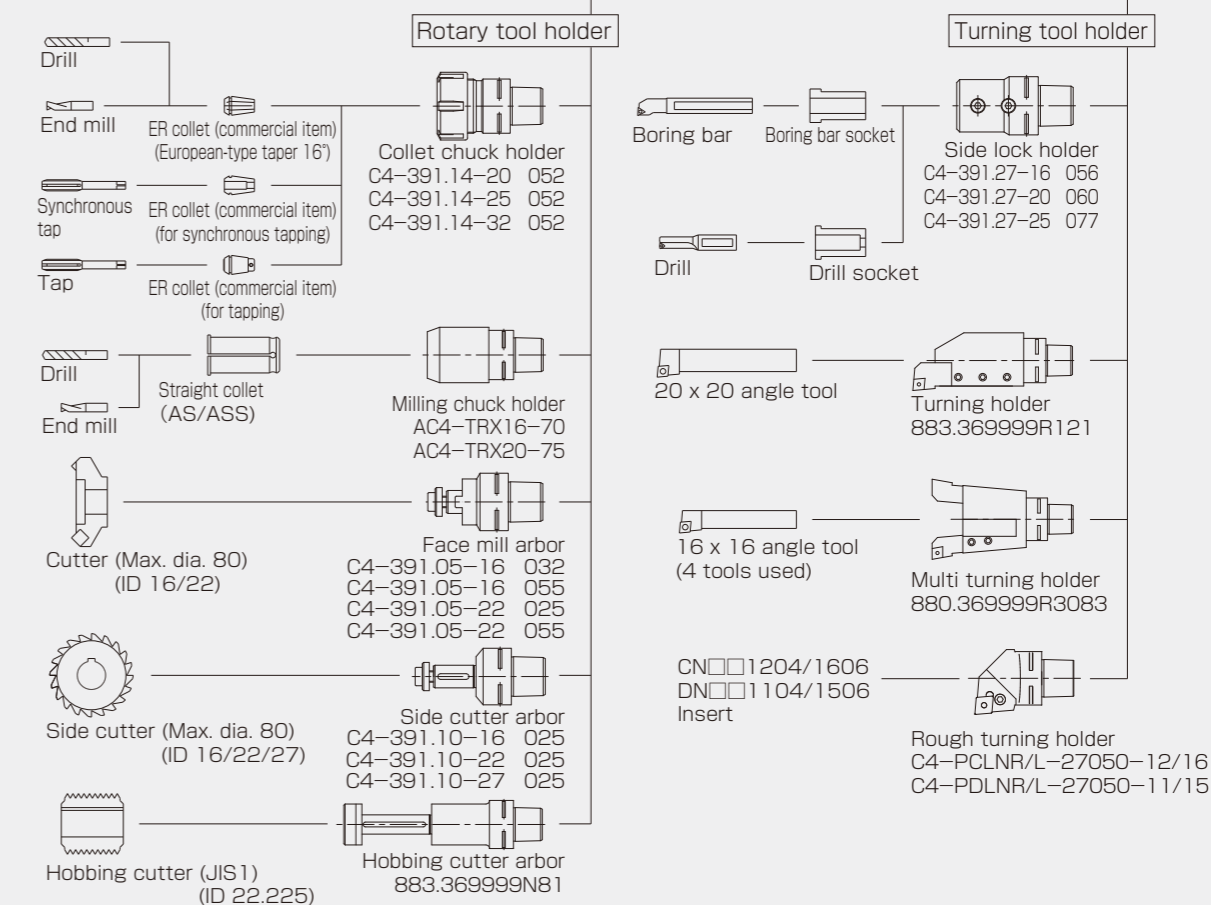 Rotary tool holder
Drill
End mill
ER collet (commercial item)
(European-type taper 16°)
Synchronous
tap
ER collet (commercial item)
(for synchronous tapping)
Tap
ER collet (commercial item)
(for tapping)
Collet chuck holder
C4-391.14-20 052
C4-391.14-25 052
C4-391.14-32 052
Drill
End mill
Straight collet
(AS/ASS)
Milling chuck holder
AC4-TRX16-70
AC4-TRX20-75
Cutter (Max. dia. 80)
(ID 16/22)
Face mill arbor
C4-391.05-16 032
C4-391.05-16 055
C4-391.05-22 025
C4-391.05-22 055
Side cutter (Max. dia. 80)
(ID 16/22/27)
Side cutter arbor
C4-391.10-16 025
C4-391.10-22 025
C4-391.10-27 025
Hobbing cutter (JIS1)
(ID 22.225)
Hobbing cutter arbor
883.369999N81
Turning tool holder
Boring bar
Boring bar socket
Side lock holder
C4-391.27-16 056
C4-391.27-20 060
C4-391.27-25 077
Drill
Drill socket
20 x 20 angle tool
Turning holder
883.369999R121
16 x 16 angle tool
(4 tools used)
Multi turning holder
880.369999R3083
CN□□1204/1606
DN□□1104/1506
Insert
Rough turning holder
C4-PCLNR/L-27050-12/16
C4-PDLNR/L-27050-11/15